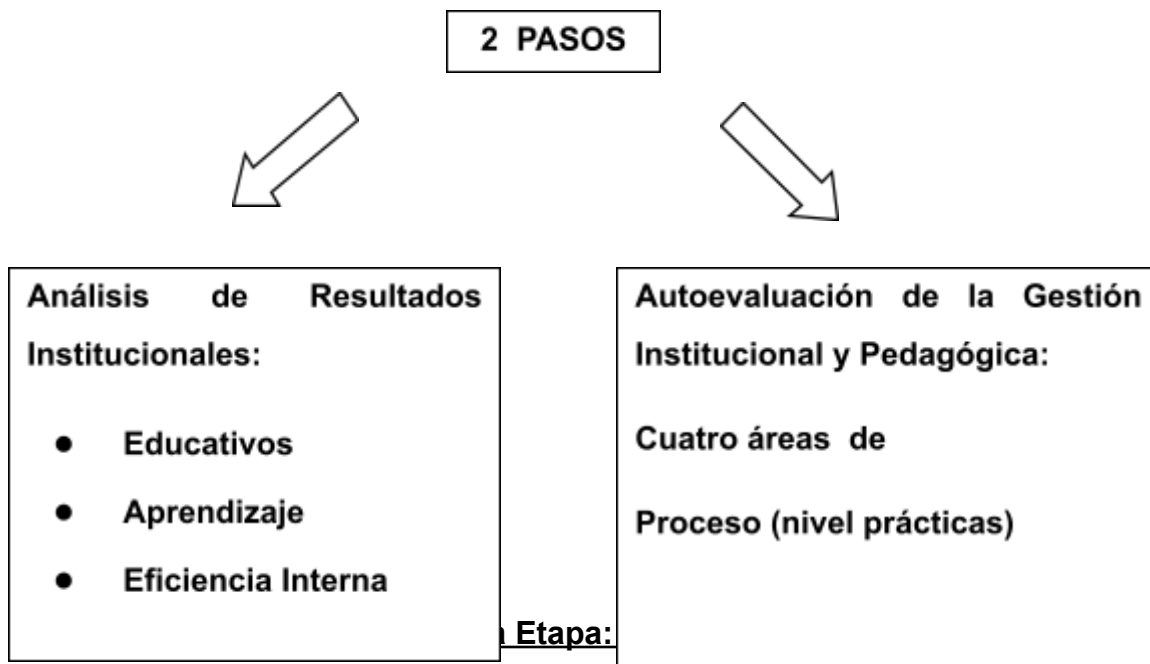 2 PASOS
Análisis de Resultados
Institucionales:
● Educativos
● Aprendizaje
● Eficiencia Interna
Autoevaluación de la Gestión
Institucional y Pedagógica:
Cuatro áreas de
Proceso (nivel prácticas)
Etapa: